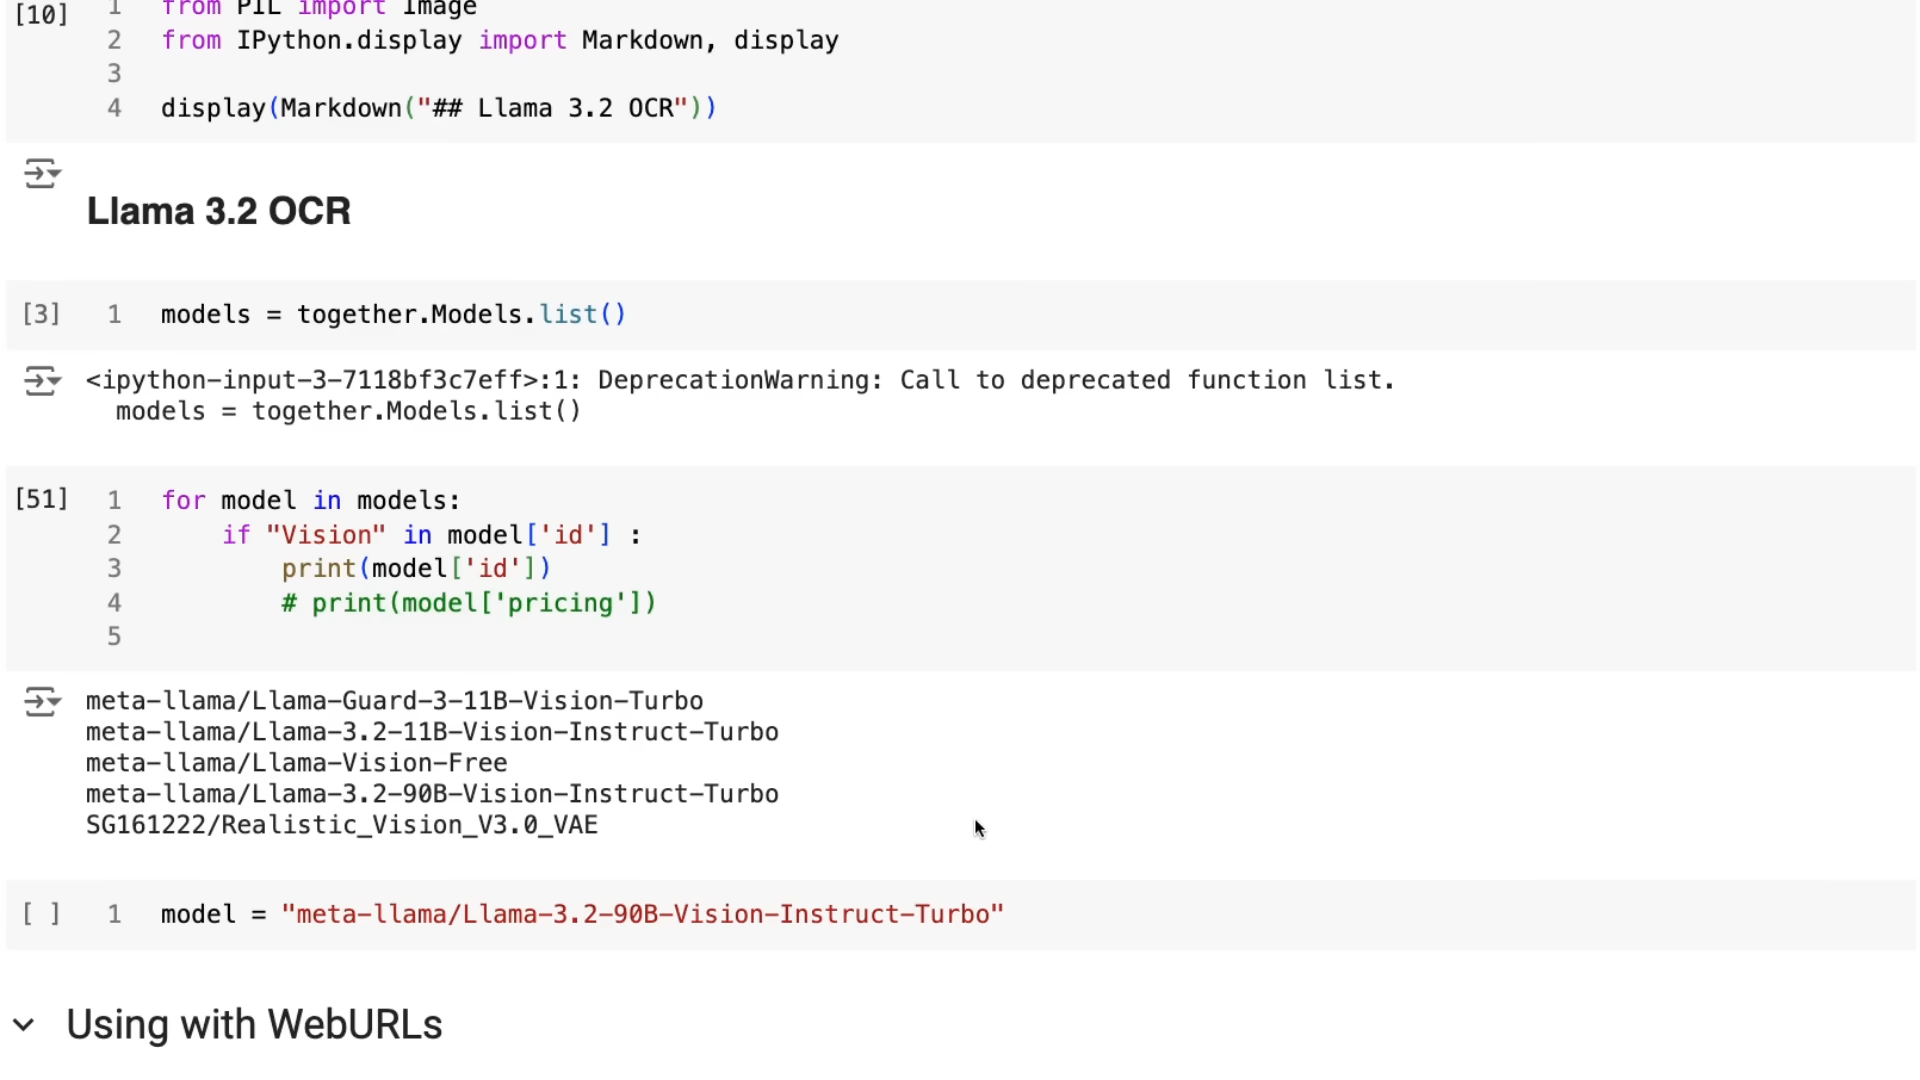 [10] 1 from PIL import Image
2 from IPython.display import Markdown, display
3
4 display(Markdown("## Llama 3.2 OCR"))
Llama 3.2 OCR
[3] 1 models = together.Models.list()
<ipython-input-3-7118bf3c7eff>:1: DeprecationWarning: Call to deprecated function list.
  models = together.Models.list()
[51] 1 for model in models:
2     if "Vision" in model['id'] :
3         print(model['id'])
4         # print(model['pricing'])
5
meta-llama/Llama-Guard-3-11B-Vision-Turbo
meta-llama/Llama-3.2-11B-Vision-Instruct-Turbo
meta-llama/Llama-Vision-Free
meta-llama/Llama-3.2-90B-Vision-Instruct-Turbo
SG161222/Realistic_Vision_V3.0_VAE
[ ] 1 model = "meta-llama/Llama-3.2-90B-Vision-Instruct-Turbo"
Using with WebURLs